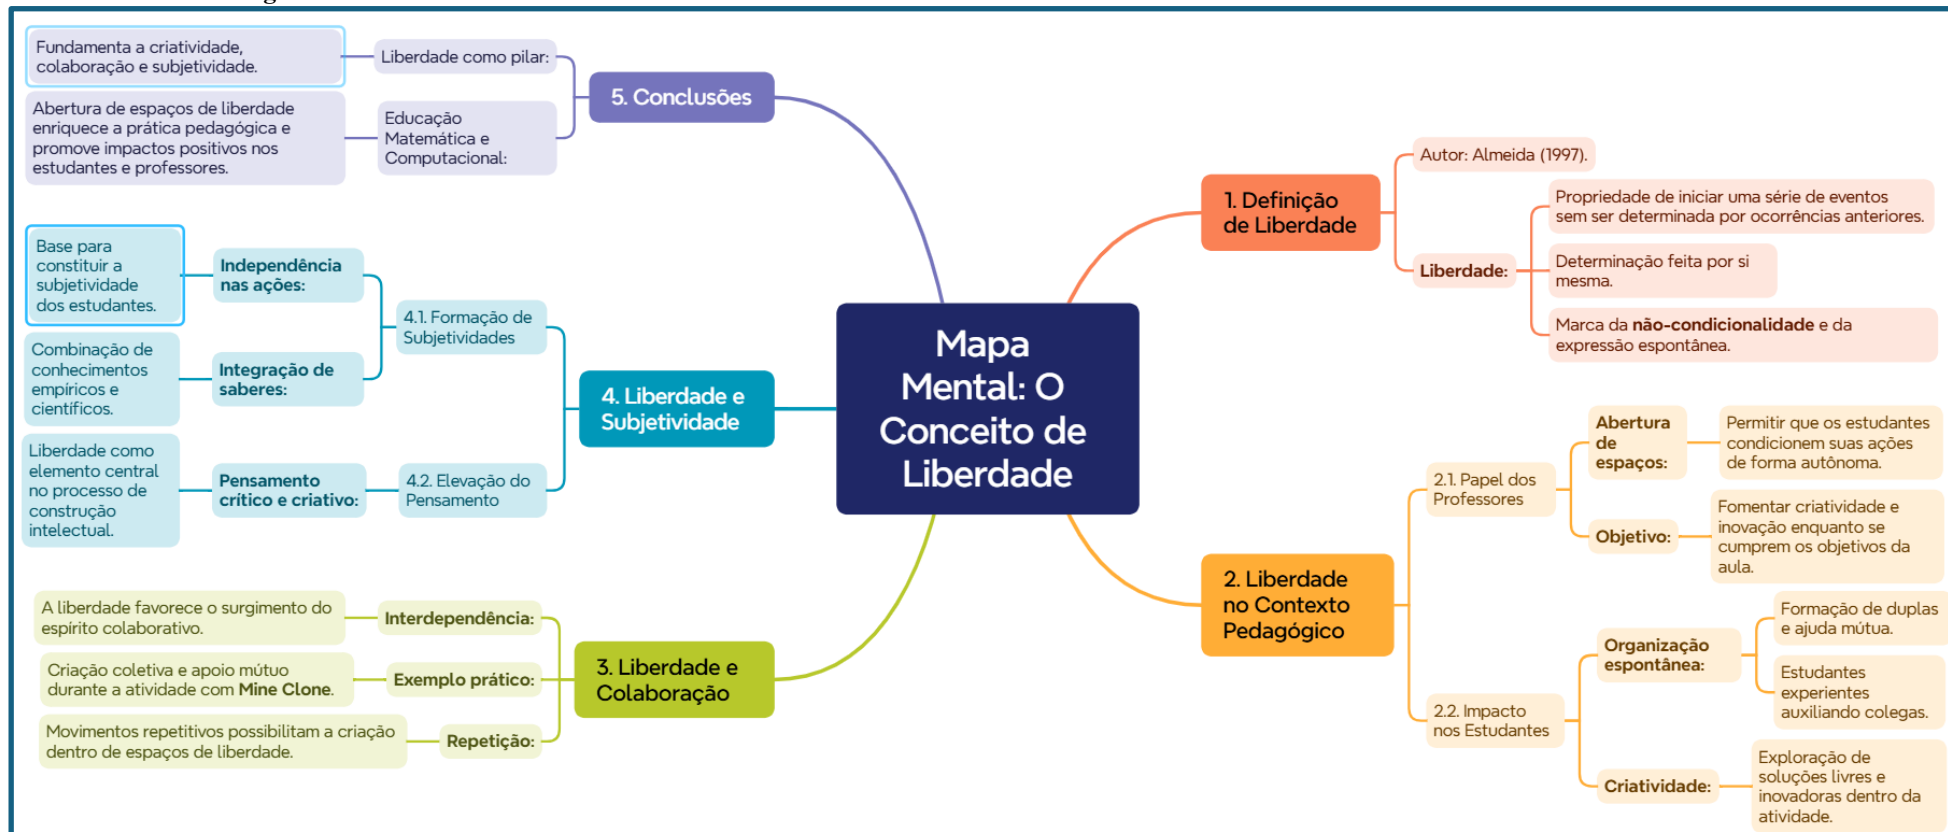 Mapa
Mental: O
Conceito de
Liberdade
1. Definição
de Liberdade
Autor: Almeida (1997).
Liberdade:
Propriedade de iniciar uma série de eventos
sem ser determinada por ocorrências anteriores.
Determinação feita por si
mesma.
Marca da não-condicionalidade e da
expressão espontânea.
2. Liberdade
no Contexto
Pedagógico
2.1. Papel dos
Professores
Abertura
de
espaços:
Permitir que os estudantes
condicionem suas ações
de forma autônoma.
Objetivo:
Fomentar criatividade e
inovação enquanto se
cumprem os objetivos da
aula.
2.2. Impacto
nos Estudantes
Organização
espontânea:
Formação de duplas
e ajuda mútua.
Estudantes
experientes
auxiliando colegas.
Criatividade:
Exploração de
soluções livres e
inovadoras dentro da
atividade.
3. Liberdade e
Colaboração
Interdependência:
A liberdade favorece o surgimento do
espírito colaborativo.
Exemplo prático:
Criação coletiva e apoio mútuo
durante a atividade com Mine Clone.
Repetição:
Movimentos repetitivos possibilitam a criação
dentro de espaços de liberdade.
4. Liberdade e
Subjetividade
4.1. Formação de
Subjetividades
Independência
nas ações:
Base para
constituir a
subjetividade
dos estudantes.
Integração de
saberes:
Combinação de
conhecimentos
empíricos e
científicos.
4.2. Elevação do
Pensamento
Pensamento
crítico e criativo:
Liberdade como
elemento central
no processo de
construção
intelectual.
5. Conclusões
Liberdade como pilar:
Fundamenta a criatividade,
colaboração e subjetividade.
Educação
Matemática e
Computacional:
Abertura de espaços de liberdade
enriquece a prática pedagógica e
promove impactos positivos nos
estudantes e professores.